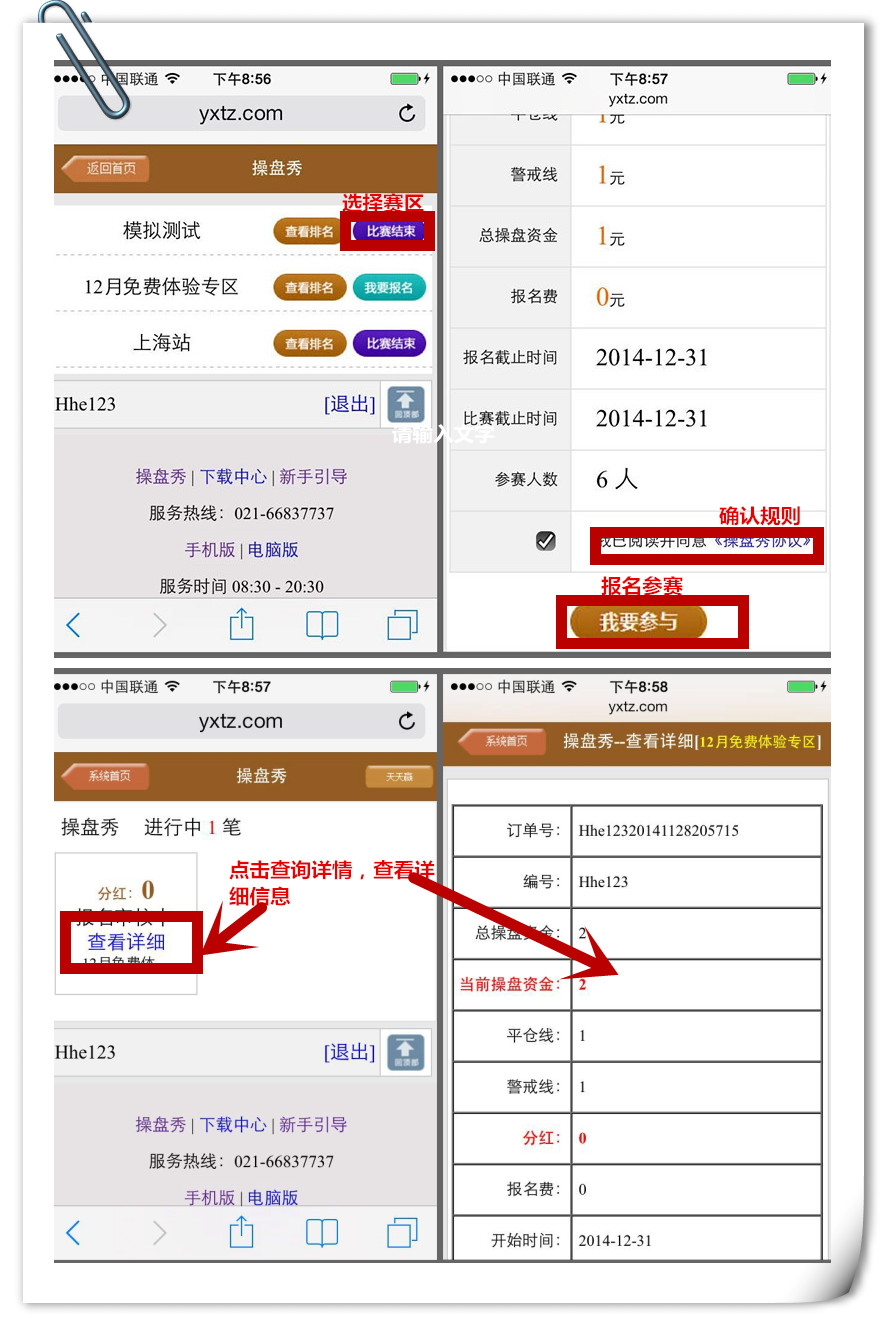 中国联通 下午8:56
yxtz.com
返回首页 操盘秀
选择赛区
模拟测试 查看排名 比赛结束
12月免费体验专区 查看排名 我要报名
上海站 查看排名 比赛结束
Hhe123 [退出] 回顶部
请输入文字
操盘秀 | 下载中心 | 新手引导
服务热线：021-66837737
手机版 | 电脑版
服务时间 08:30 - 20:30
中国联通 下午8:57
yxtz.com
平仓线 1元
警戒线 1元
总操盘资金 1元
报名费 0元
报名截止时间 2014-12-31
比赛截止时间 2014-12-31
参赛人数 6 人
确认规则
我已阅读并同意《操盘秀协议》
报名参赛
我要参与
中国联通 下午8:57
yxtz.com
系统首页 操盘秀 天天赢
操盘秀 进行中 1 笔
点击查询详情，查看详
细信息
分红：0
报名审核中
查看详细
12月免费体
Hhe123 [退出] 回顶部
操盘秀 | 下载中心 | 新手引导
服务热线：021-66837737
手机版 | 电脑版
中国联通 下午8:58
yxtz.com
系统首页 操盘秀--查看详细[12月免费体验专区]
订单号： Hhe12320141128205715
编号： Hhe123
总操盘资金： 2
当前操盘资金： 2
平仓线： 1
警戒线： 1
分红： 0
报名费： 0
开始时间： 2014-12-31